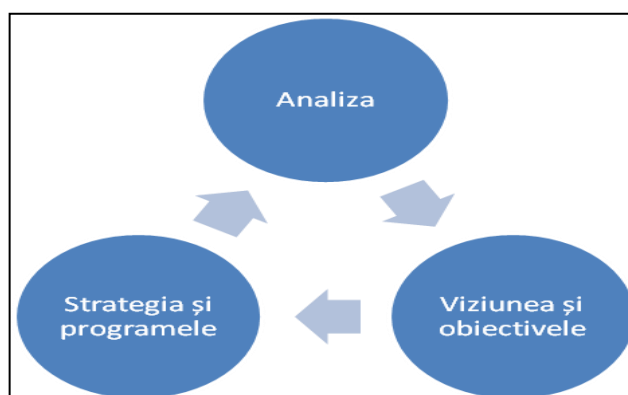 Analiza
Viziunea și
obiectivele
Strategia și
programele